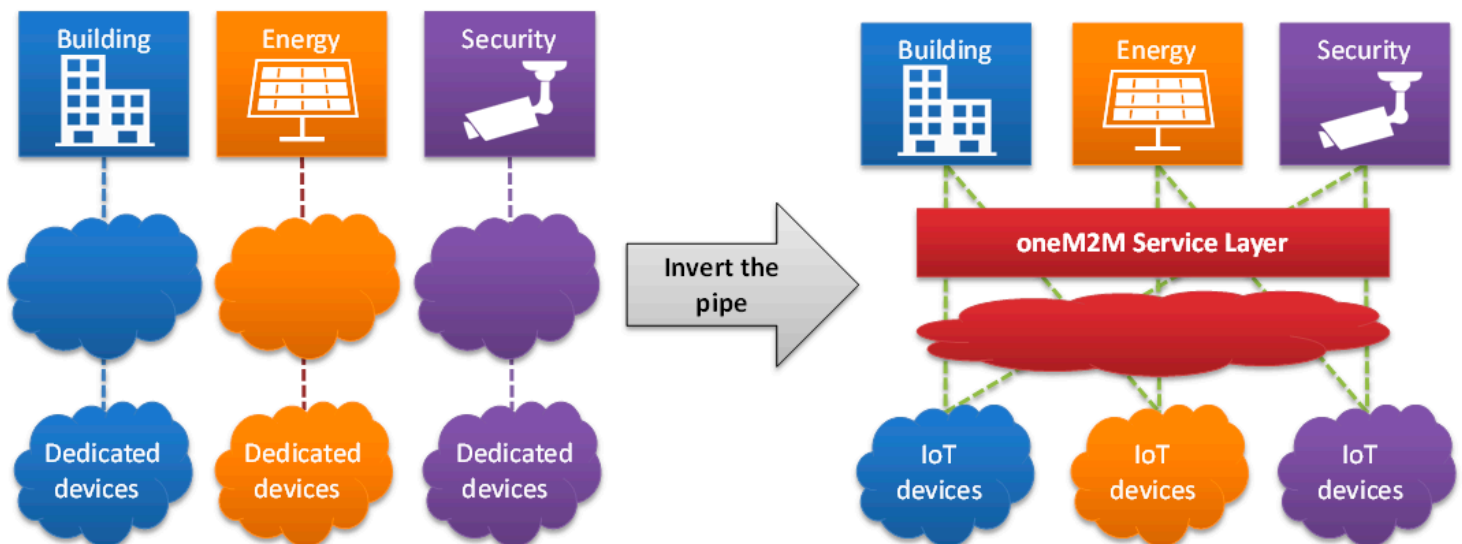 Building
Energy
Security
Dedicated
devices
Dedicated
devices
Dedicated
devices
Invert the
pipe
Building
Energy
Security
oneM2M Service Layer
IoT
devices
IoT
devices
IoT
devices